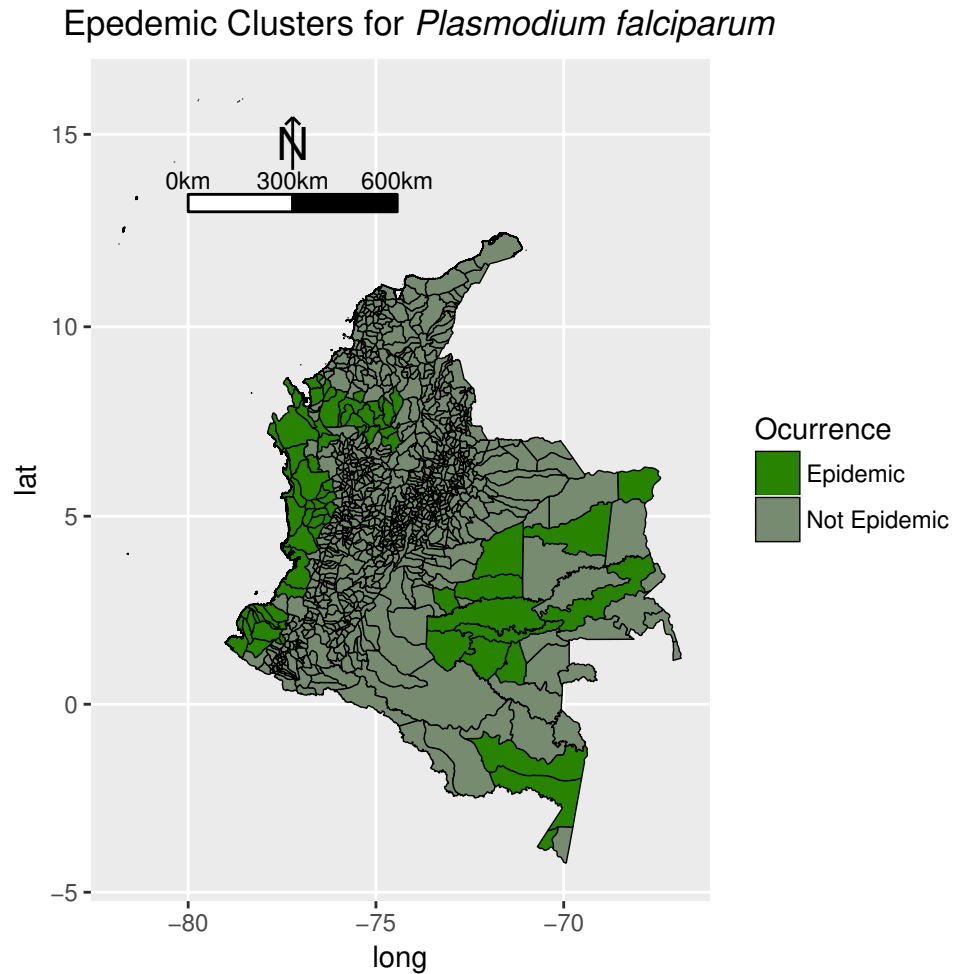 Epedemic Clusters for Plasmodium falciparum
N
0km 300km 600km
15
10
5
0
−5
lat
−80 −75 −70
long
Ocurrence
Epidemic
Not Epidemic